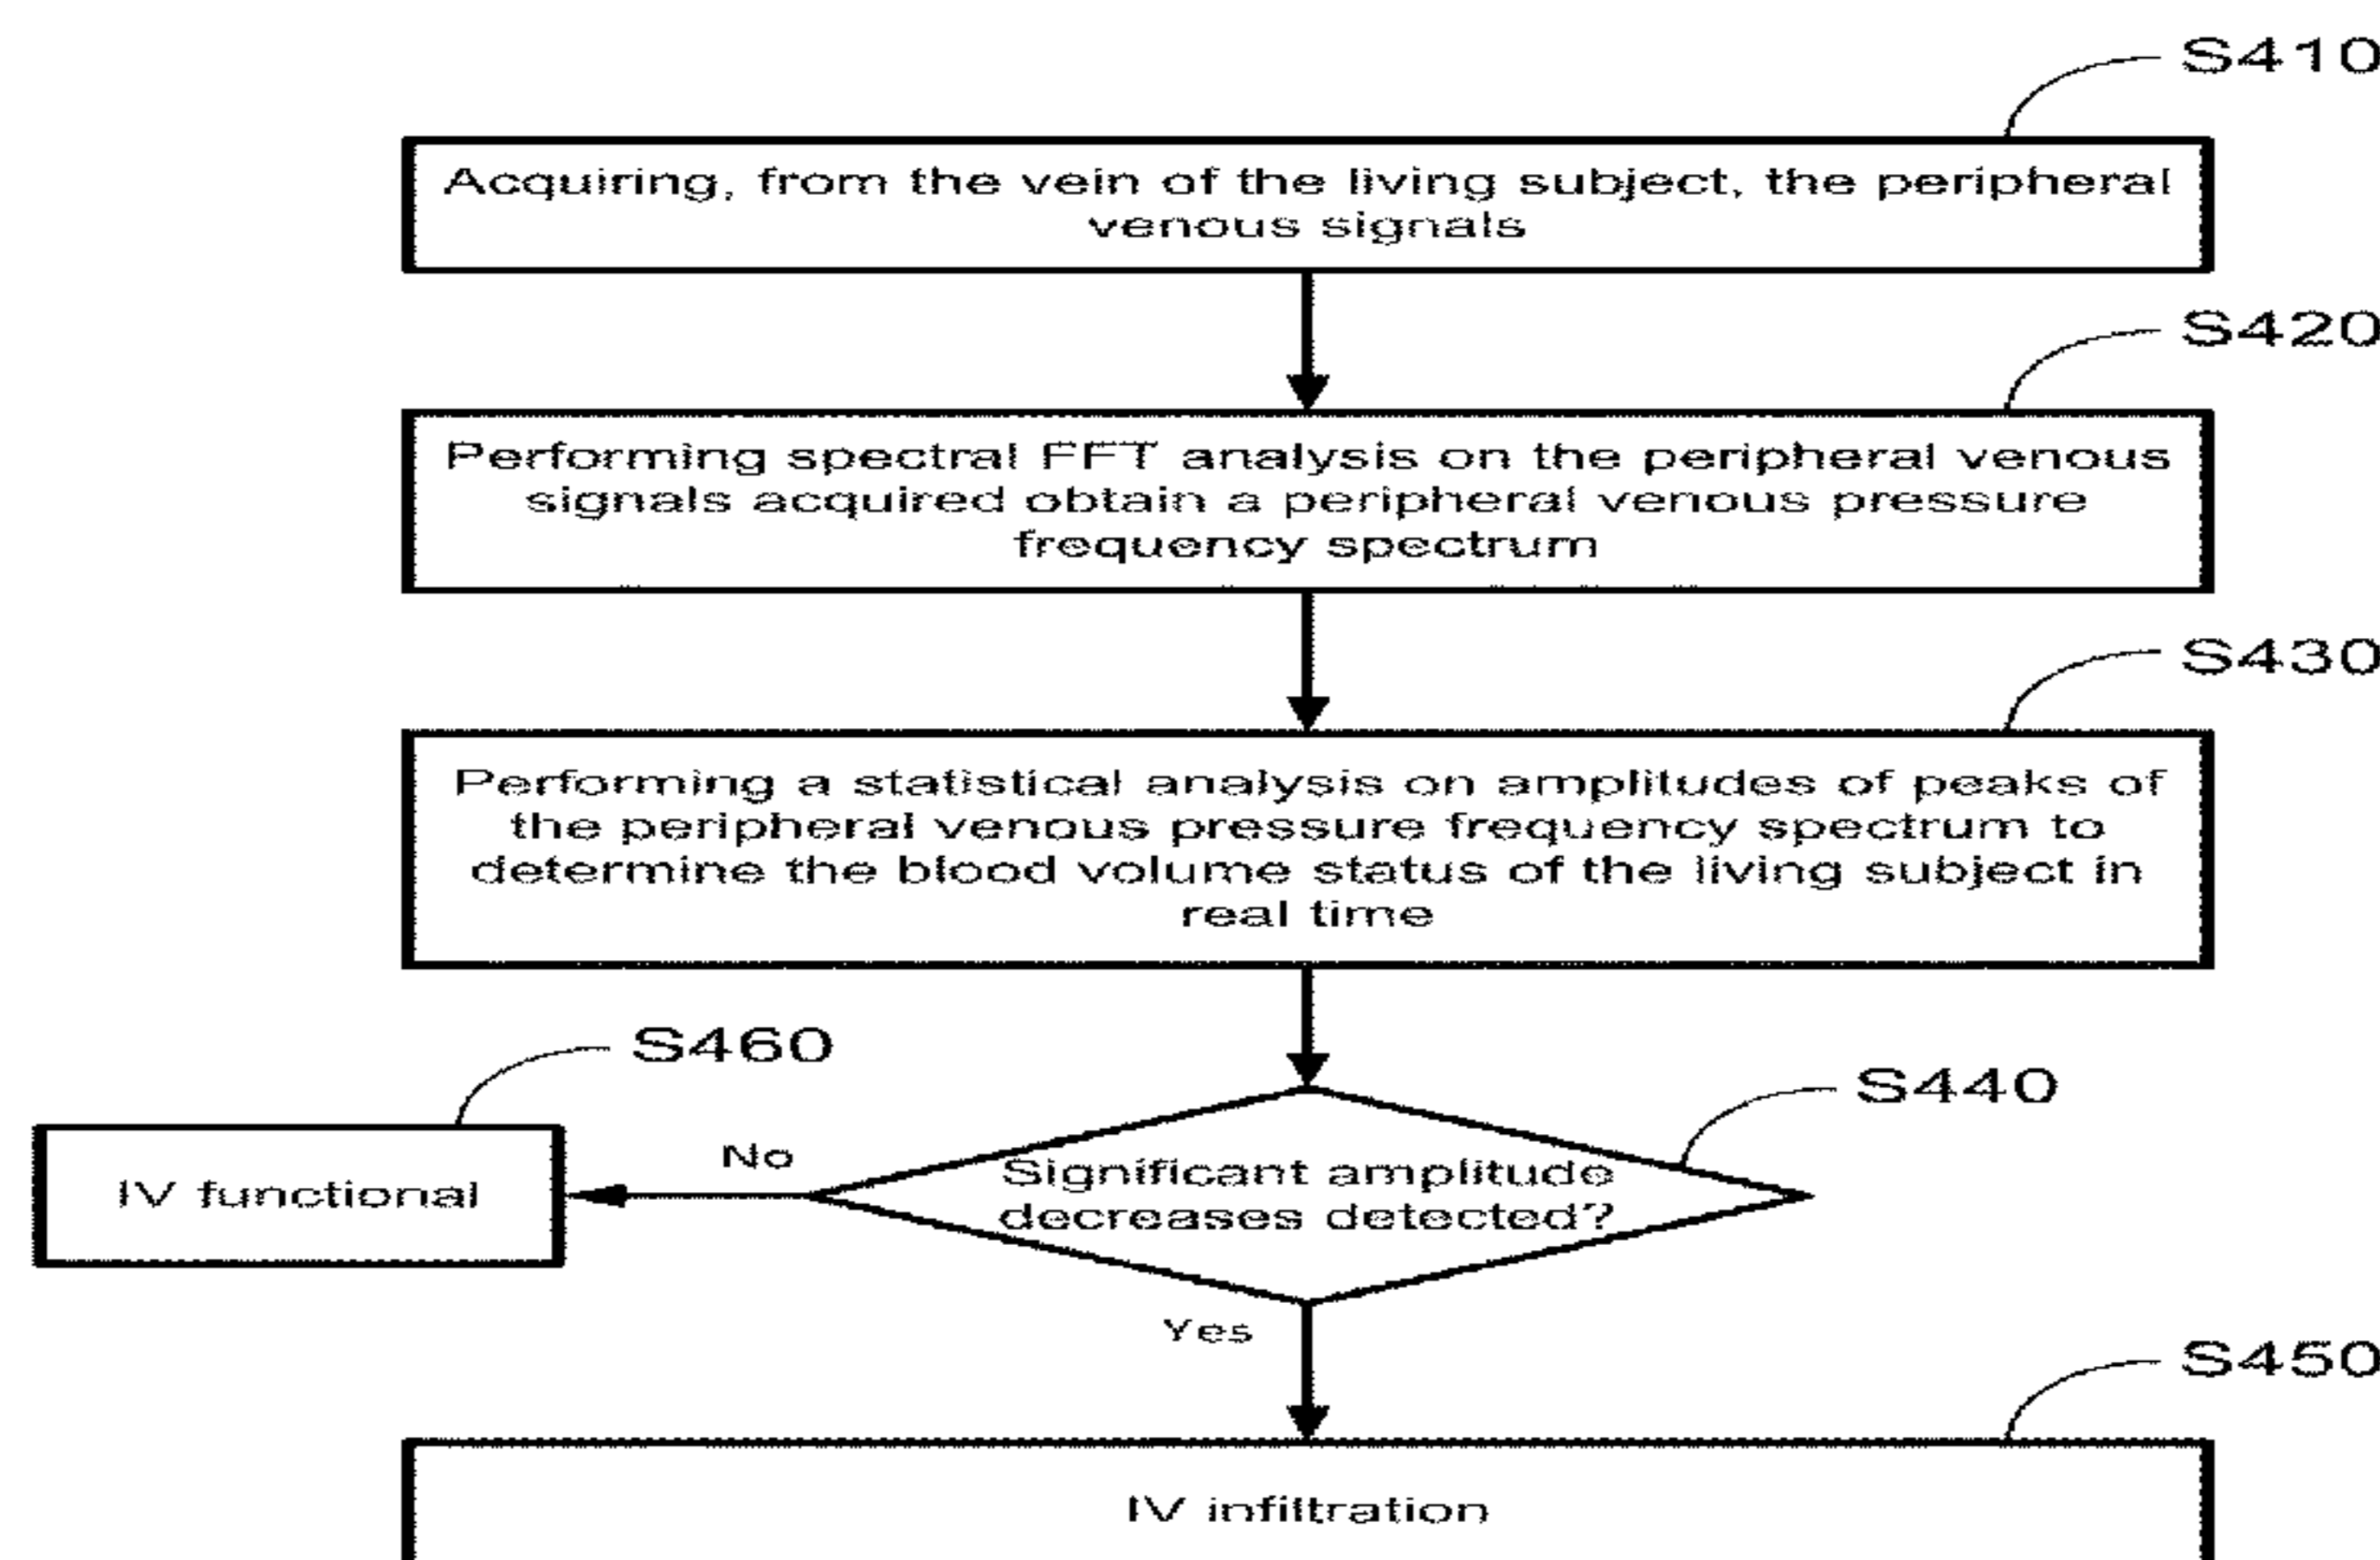 S410
Acquiring, from the vein of the living subject, the peripheral
venous signals
S420
Performing spectral FFT analysis on the peripheral venous
signals acquired obtain a peripheral venous pressure
frequency spectrum
S430
Performing a statistical analysis on amplitudes of peaks of
the peripheral venous pressure frequency spectrum to
determine the blood volume status of the living subject in
real time
S460
S440
IV functional
No
Significant amplitude
decreases detected?
Yes
S450
IV infiltration